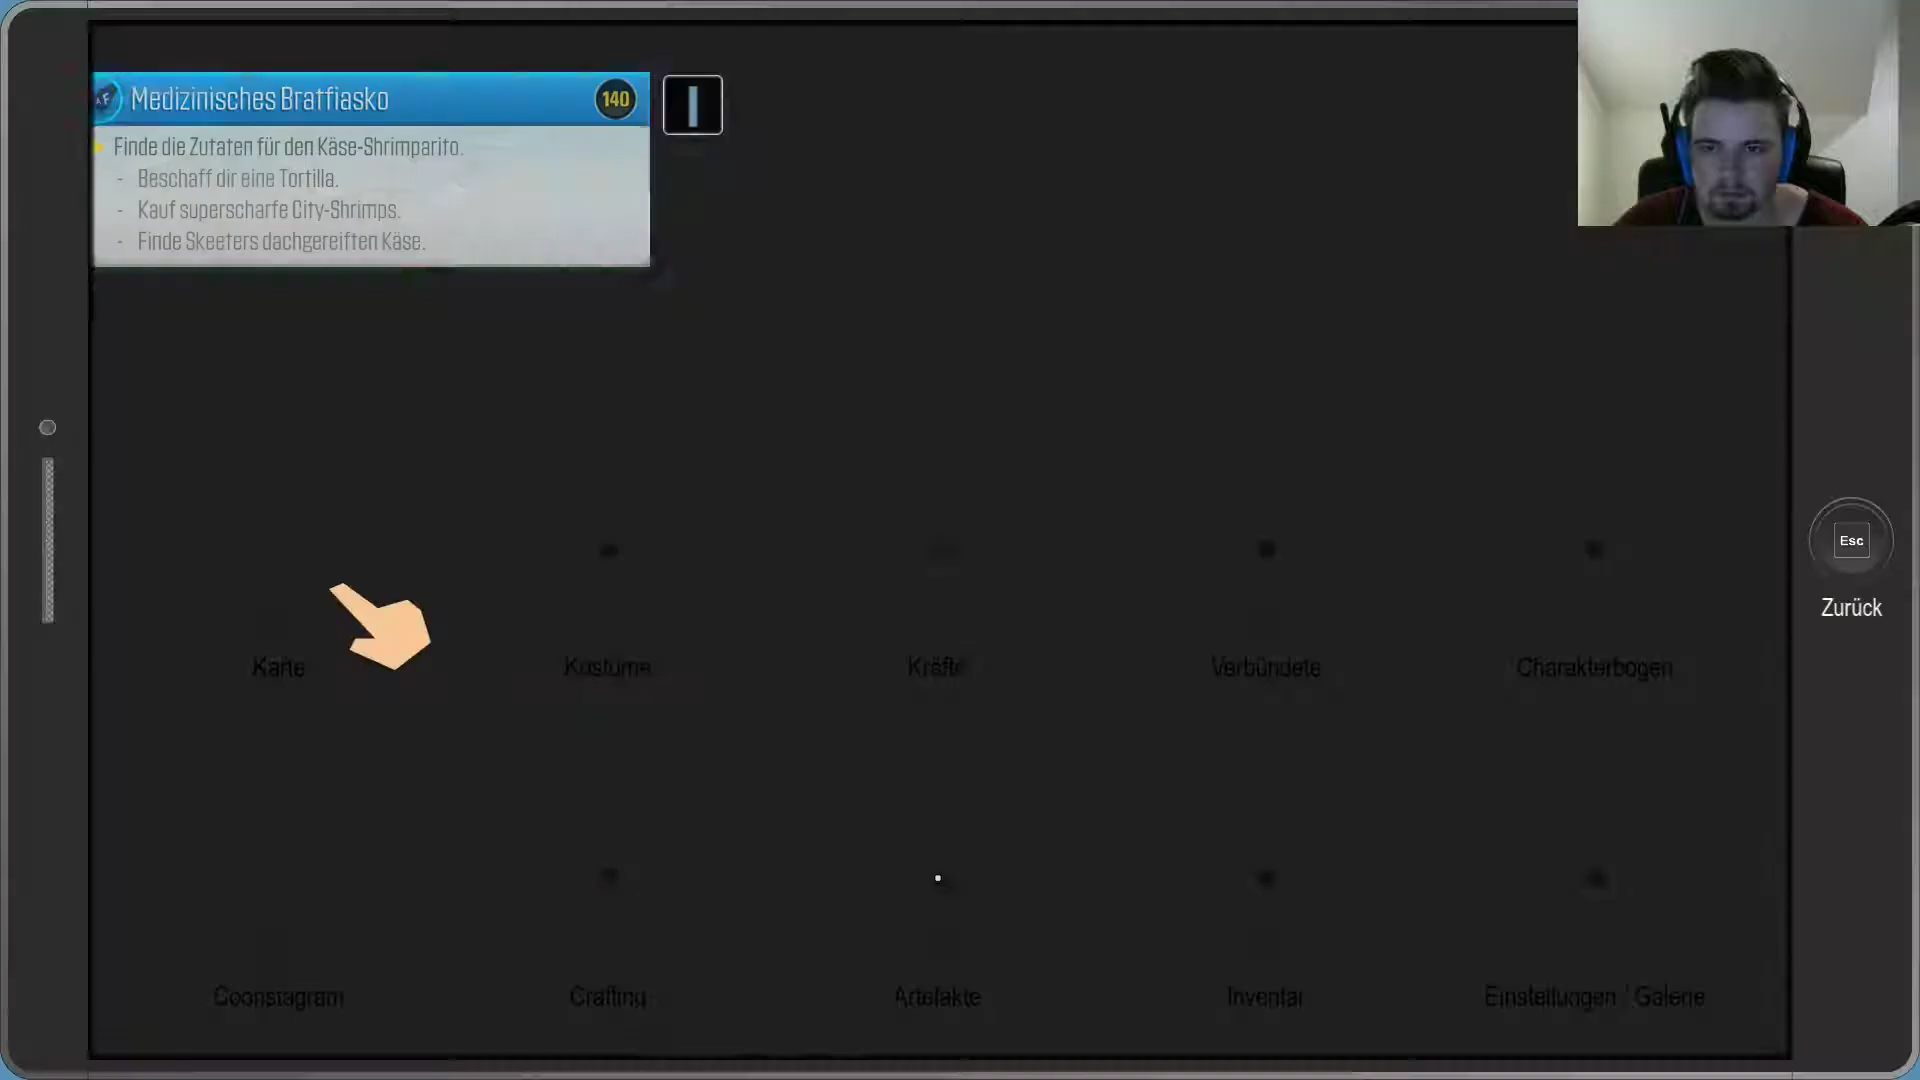 Medizinisches Bratfiasko
140
Finde die Zutaten für den Käse-Shrimparito.
- Beschaff dir eine Tortilla.
- Kauf superscharfe City-Shrimps.
- Finde Skeeters dachgereiften Käse.
Esc
Zurück
Karte Kostüme Kräfte Verbündete Charakterbogen
Coonstagram Crafting Artefakte Inventar Einstellungen / Galerie